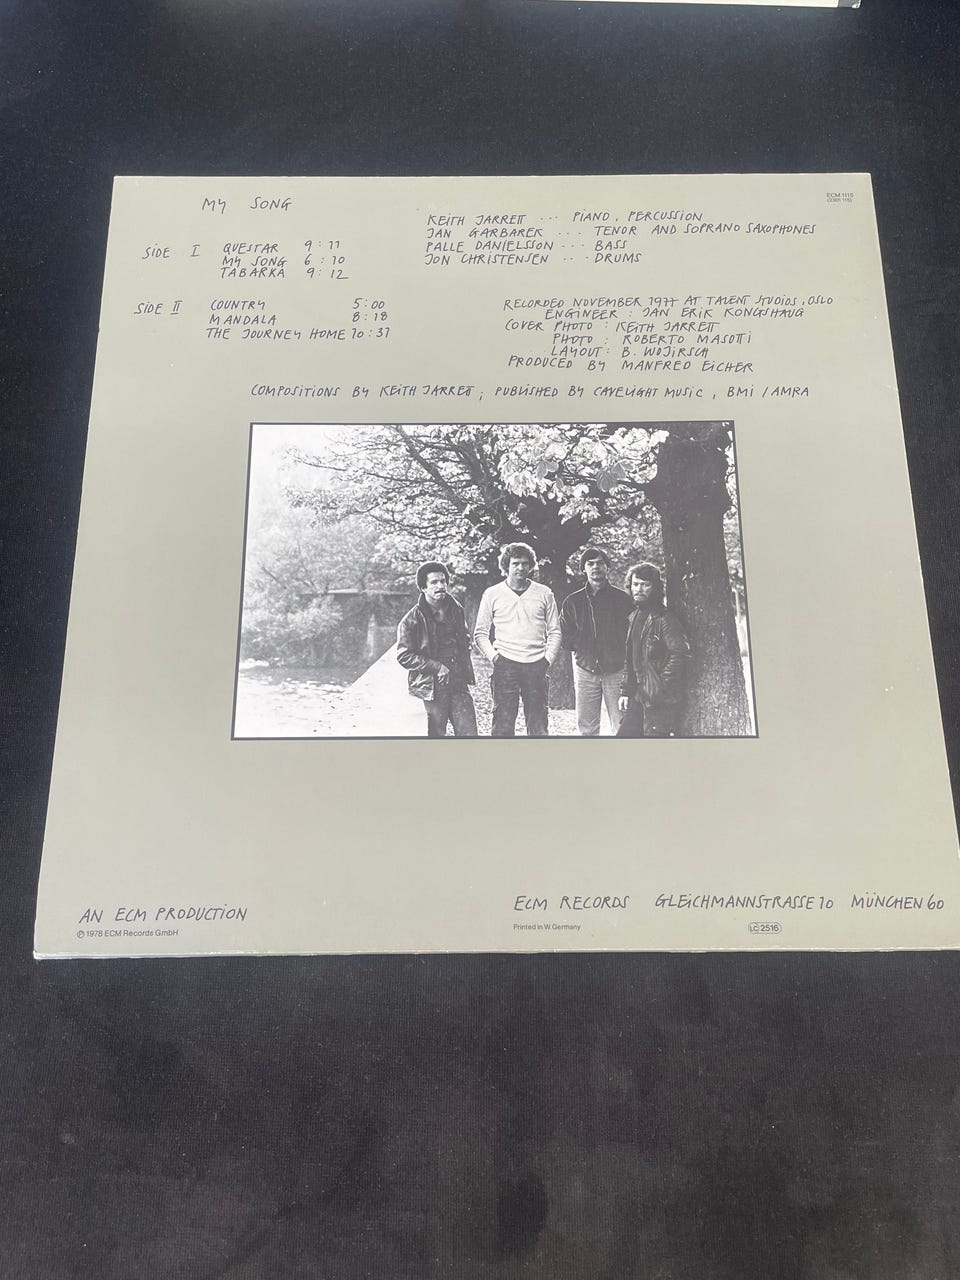 MY SONG
ECM 1115
(2301 115)
KEITH JARRETT ... PIANO, PERCUSSION
JAN GARBAREK ... TENOR AND SOPRANO SAXOPHONES
PALLE DANIELSSON ... BASS
JON CHRISTENSEN ... DRUMS
SIDE I QUESTAR 9:11
MY SONG 6:10
TABARKA 9:12
SIDE II COUNTRY 5:00
MANDALA 8:18
THE JOURNEY HOME 10:31
RECORDED NOVEMBER 1977 AT TALENT STUDIOS, OSLO
ENGINEER: JAN ERIK KONGSHAUG
COVER PHOTO: KEITH JARRETT
PHOTO: ROBERTO MASOTTI
LAYOUT: B. WOJIRSCH
PRODUCED BY MANFRED EICHER
COMPOSITIONS BY KEITH JARRETT; PUBLISHED BY CAVELIGHT MUSIC, BMI / AMRA
AN ECM PRODUCTION
℗ 1978 ECM Records GmbH
ECM RECORDS GLEICHMANNSTRASSE 10 MÜNCHEN 60
Printed in W. Germany
LC 2516